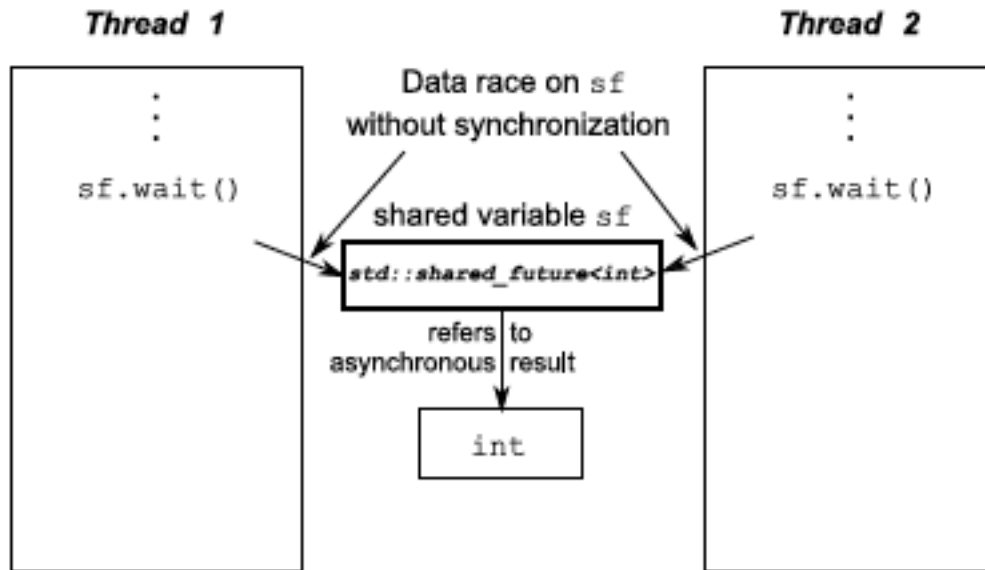 Thread 1
Thread 2
Data race on sf
without synchronization
sf.wait()
sf.wait()
shared variable sf
std::shared_future<int>
refers to
asynchronous result
int